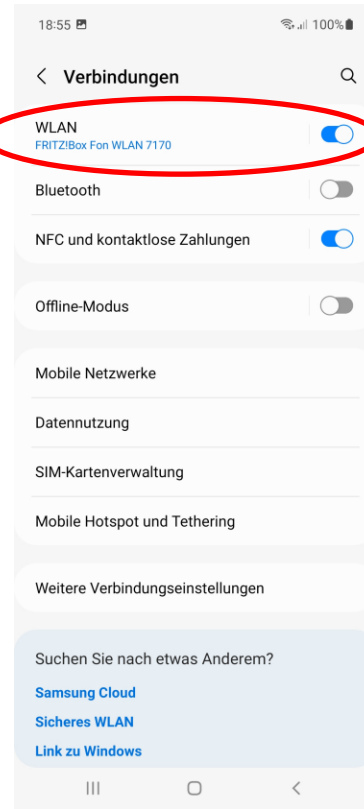 18:55 100%
Verbindungen
WLAN
FRITZ!Box Fon WLAN 7170
Bluetooth
NFC und kontaktlose Zahlungen
Offline-Modus
Mobile Netzwerke
Datennutzung
SIM-Kartenverwaltung
Mobile Hotspot und Tethering
Weitere Verbindungseinstellungen
Suchen Sie nach etwas Anderem?
Samsung Cloud
Sicheres WLAN
Link zu Windows